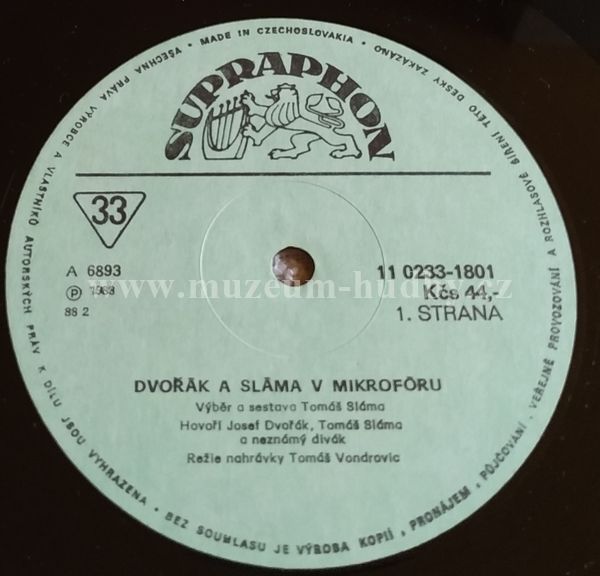 • MADE IN CZECHOSLOVAKIA •
VŠECHNA PRÁVA VÝROBCE A VLASTNÍKŮ AUTORSKÝCH PRÁV K DÍLU JSOU VYHRAZENA • BEZ SOUHLASU JE VÝROBA KOPIÍ, PRONÁJEM, PŮJČOVÁNÍ, VEŘEJNÉ PROVOZOVÁNÍ A ROZHLASOVÉ ŠÍŘENÍ TÉTO DESKY ZAKÁZÁNO
SUPRAPHON
33
A 6893
11 0233-1801
www.muzeum-hudby.cz
Ⓟ 1988
Kčs 44,-
88 2
1. STRANA
DVOŘÁK A SLÁMA V MIKROFÓRU
Výběr a sestava Tomáš Sláma
Hovoří Josef Dvořák, Tomáš Sláma
a neznámý divák
Režie nahrávky Tomáš Vondrovic